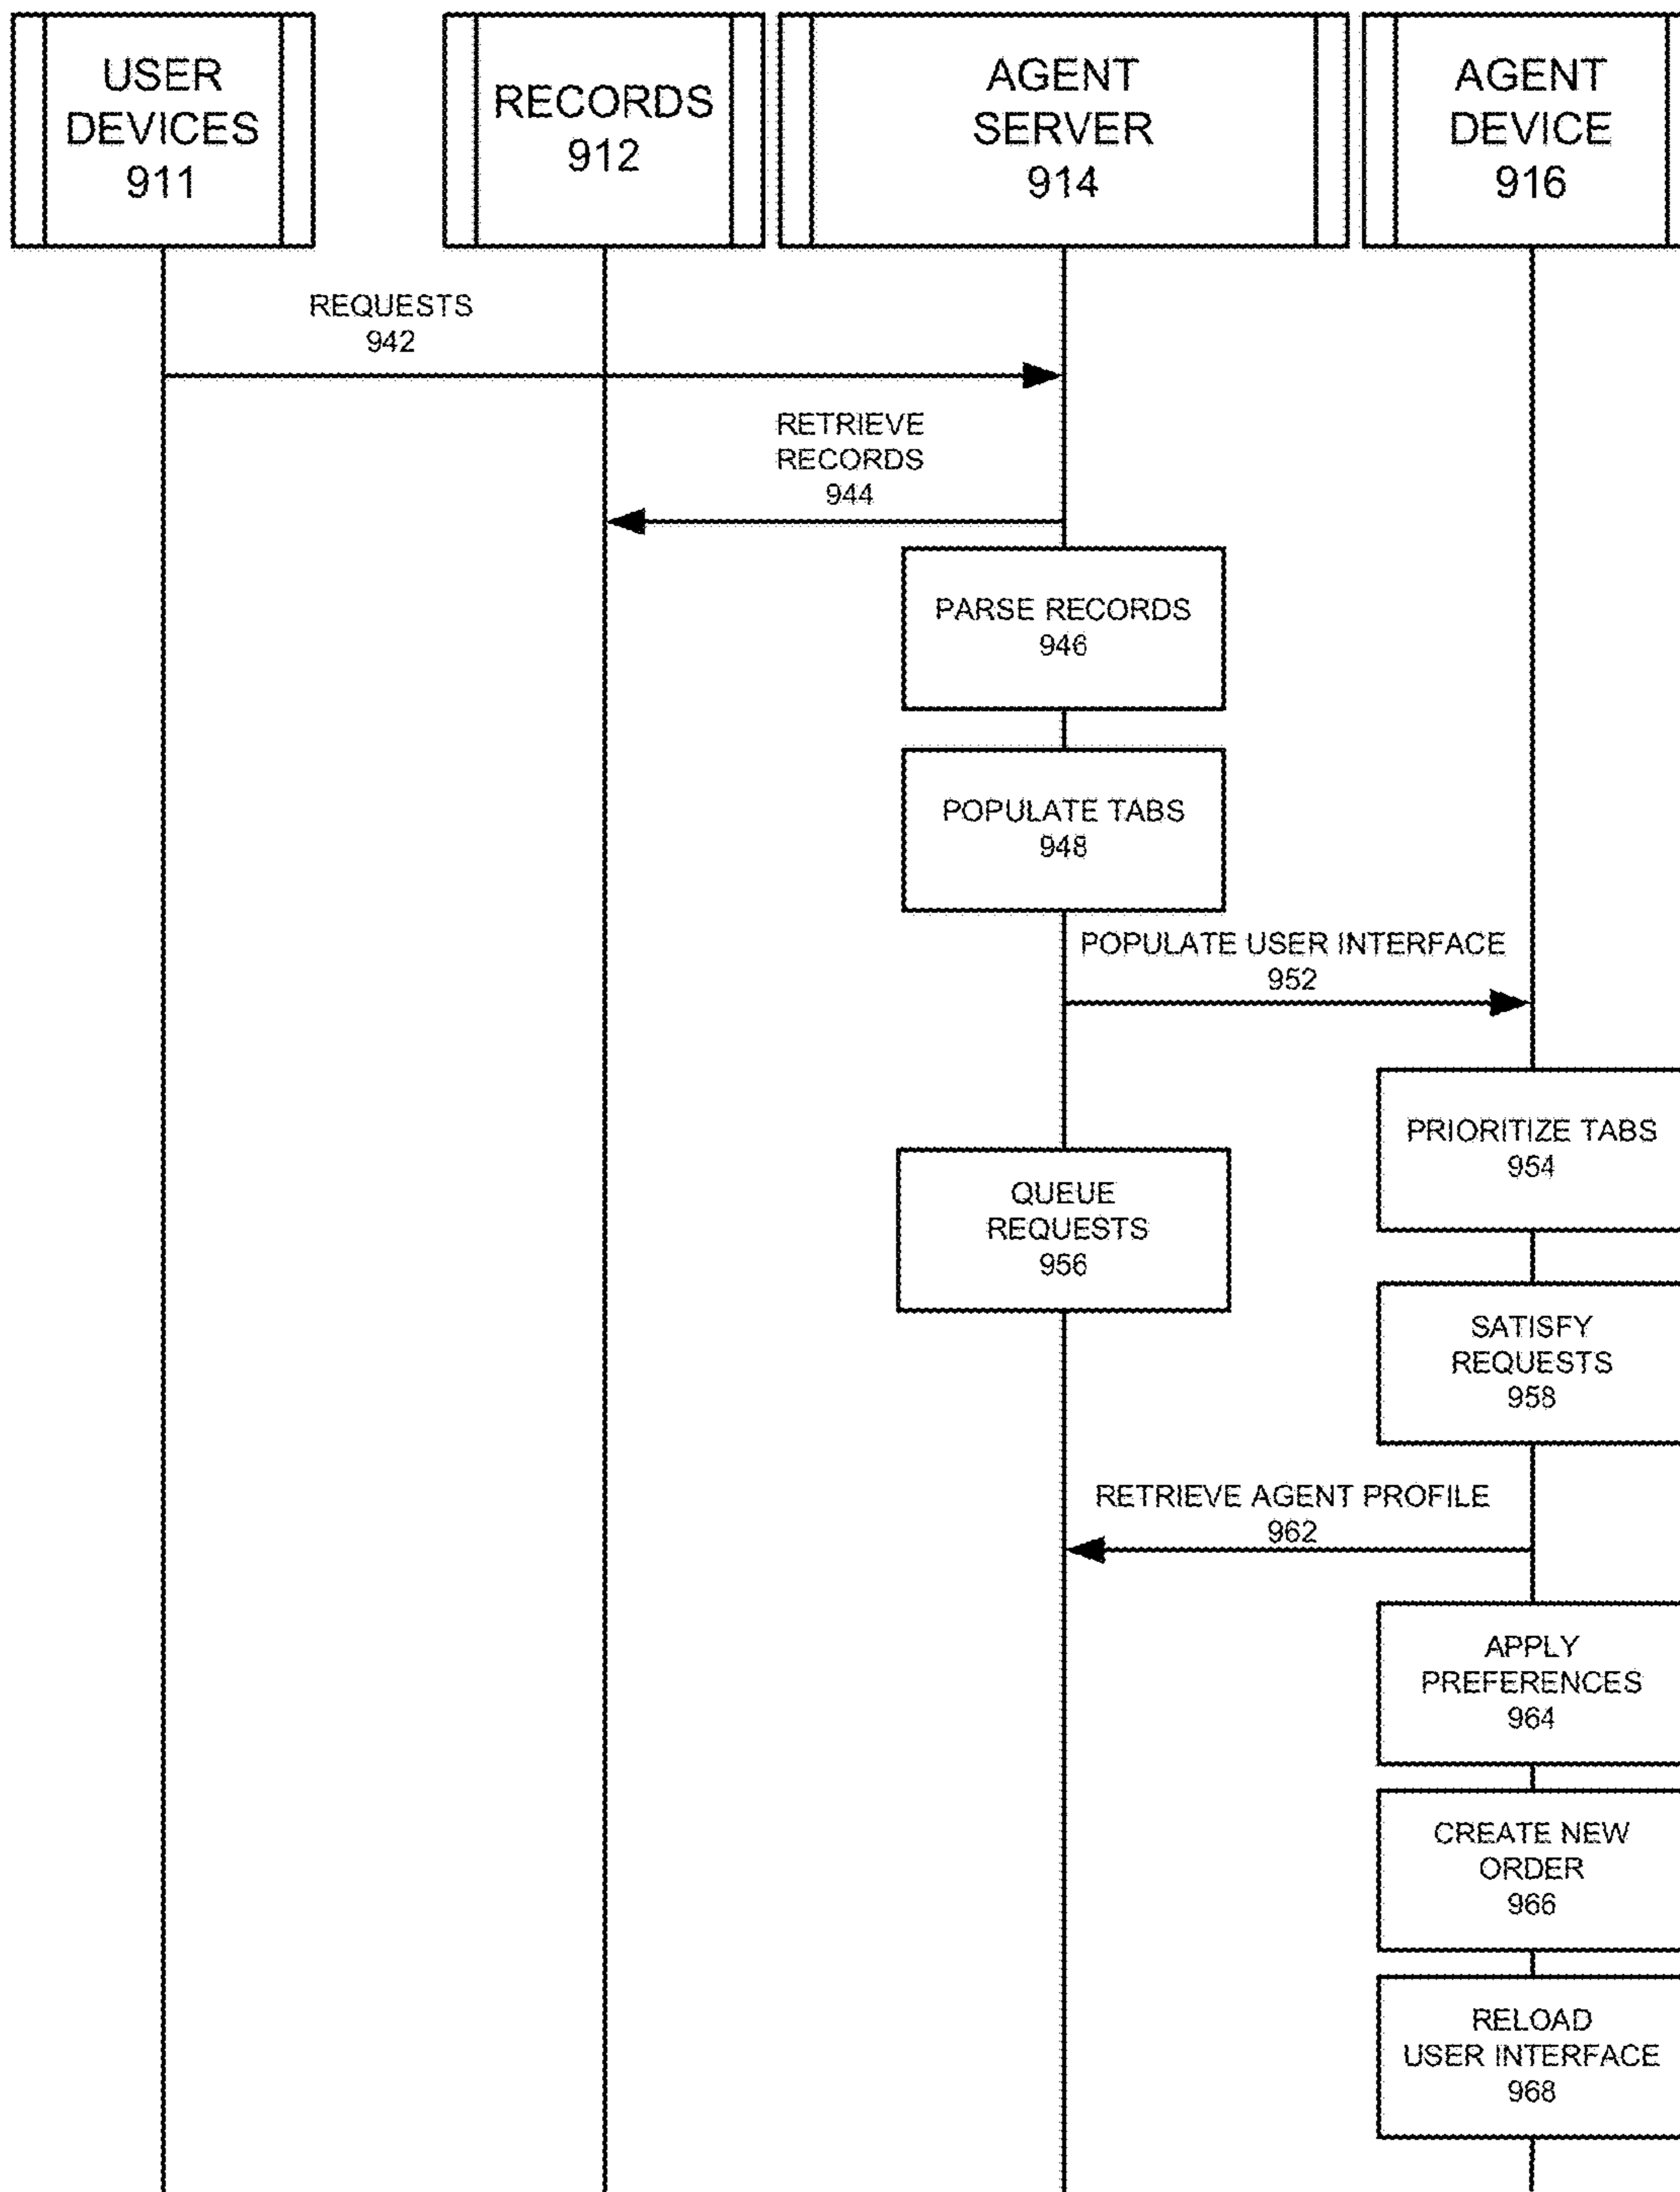 USER
DEVICES
911
RECORDS
912
AGENT
SERVER
914
AGENT
DEVICE
916
REQUESTS
942
RETRIEVE
RECORDS
944
PARSE RECORDS
946
POPULATE TABS
948
POPULATE USER INTERFACE
952
PRIORITIZE TABS
954
QUEUE
REQUESTS
956
SATISFY
REQUESTS
958
RETRIEVE AGENT PROFILE
962
APPLY
PREFERENCES
964
CREATE NEW
ORDER
966
RELOAD
USER INTERFACE
968